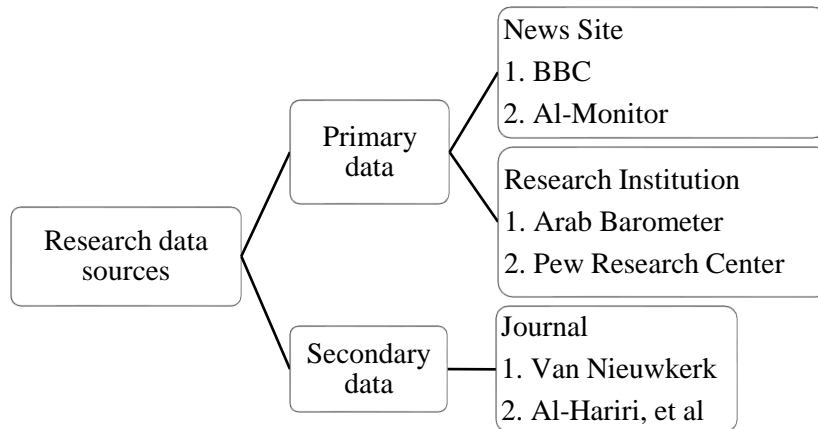 Research data
sources
Primary
data
News Site
1. BBC
2. Al-Monitor
Research Institution
1. Arab Barometer
2. Pew Research Center
Secondary
data
Journal
1. Van Nieuwkerk
2. Al-Hariri, et al